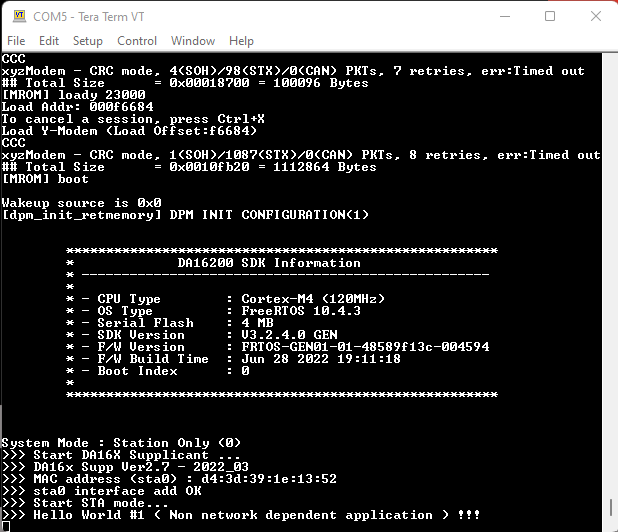 COM5 - Tera Term VT
File Edit Setup Control Window Help
CCC
xyzModem - CRC mode, 4(SOH)/98(STX)/0(CAN) PKTs, 7 retries, err:Timed out
## Total Size      = 0x00018700 = 100096 Bytes
[MROM] loady 23000
Load Addr: 000f6684
To cancel a session, press Ctrl+X
Load Y-Modem (Load Offset:f6684)
CCC
xyzModem - CRC mode, 1(SOH)/1087(STX)/0(CAN) PKTs, 8 retries, err:Timed out
## Total Size      = 0x0010fb20 = 1112864 Bytes
[MROM] boot
Wakeup source is 0x0
[dpm_init_retmemory] DPM INIT CONFIGURATION(1)
******************************************************
*             DA16200 SDK Information
* ---------------------------------------------------
*
* - CPU Type        : Cortex-M4 (120MHz)
* - OS Type         : FreeRTOS 10.4.3
* - Serial Flash    : 4 MB
* - SDK Version     : V3.2.4.0 GEN
* - F/W Version     : FRTOS-GEN01-01-48589f13c-004594
* - F/W Build Time  : Jun 28 2022 19:11:18
* - Boot Index      : 0
*
******************************************************
System Mode : Station Only (0)
>>> Start DA16X Supplicant ...
>>> DA16x Supp Ver2.7 - 2022_03
>>> MAC address (sta0) : d4:3d:39:1e:13:52
>>> sta0 interface add OK
>>> Start STA mode...
>>> Hello World #1 ( Non network dependent application ) !!!